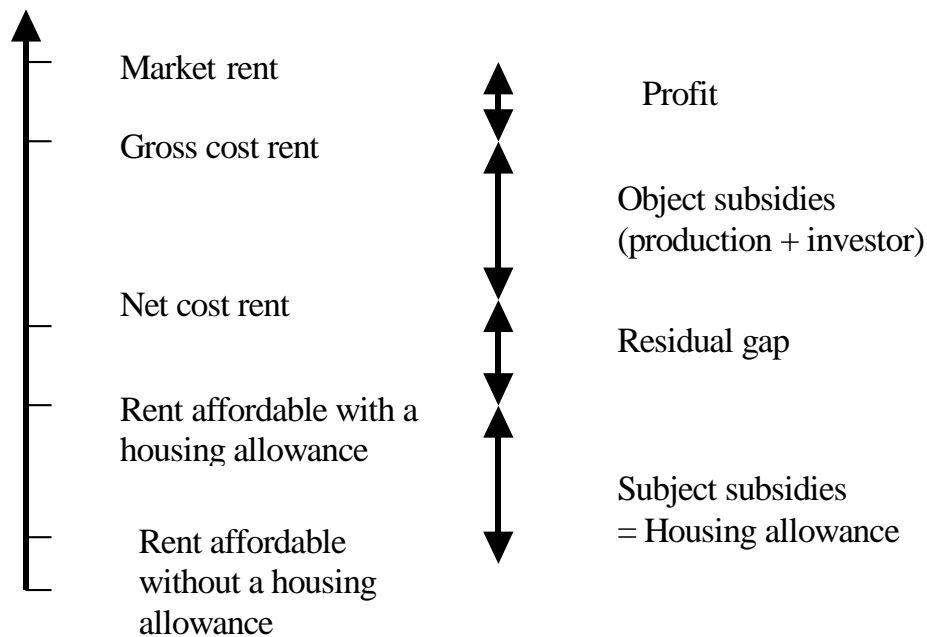 Market rent
Profit
Gross cost rent
Object subsidies
(production + investor)
Net cost rent
Residual gap
Rent affordable with a
housing allowance
Subject subsidies
= Housing allowance
Rent affordable
without a housing
allowance